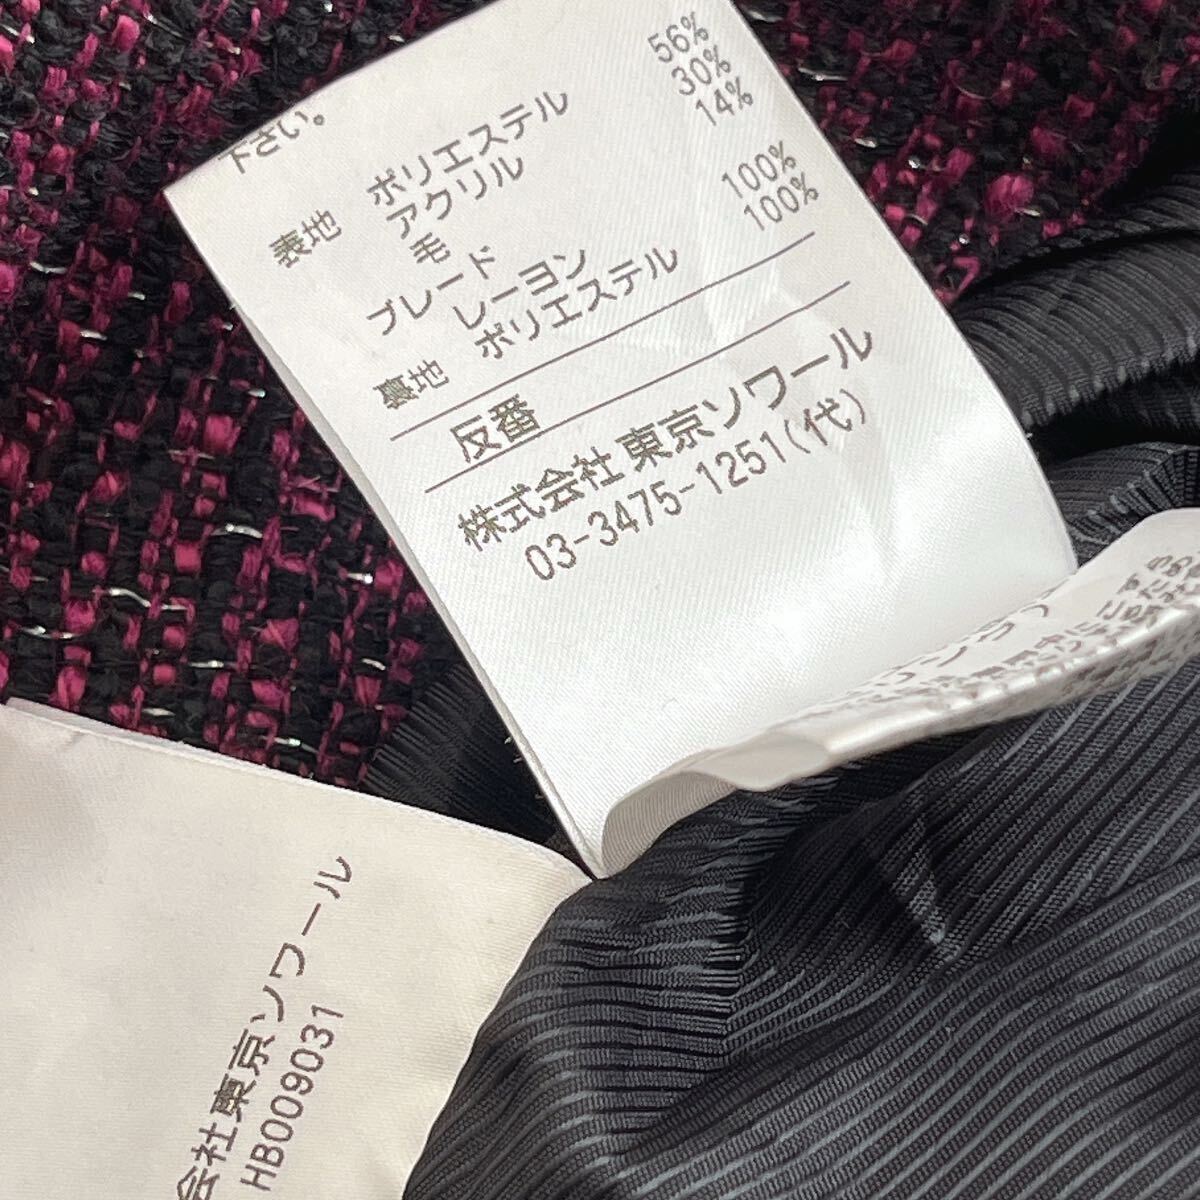 下さい。
表地 ポリエステル 56%
アクリル 30%
毛 14%
ブレード
レーヨン 100%
裏地 ポリエステル 100%
反番
株式会社 東京ソワール
03-3475-1251(代)
会社東京ソワール
HB009031